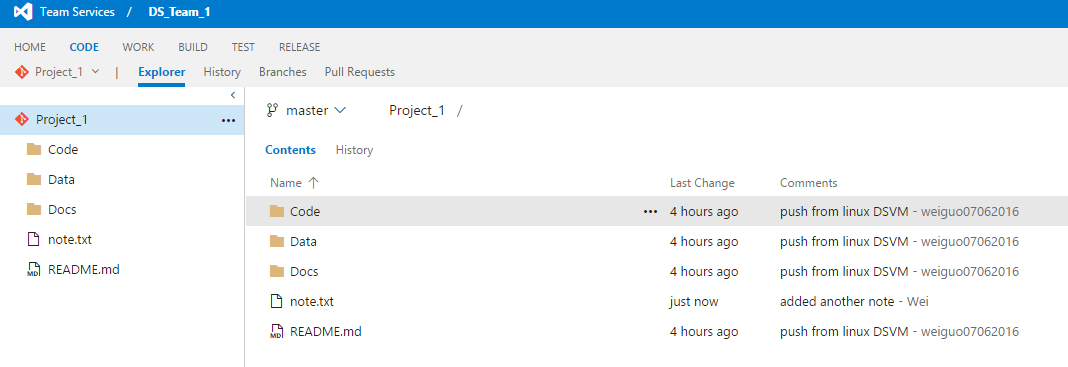 Team Services / DS_Team_1
HOME CODE WORK BUILD TEST RELEASE
Project_1 | Explorer History Branches Pull Requests
Project_1 ...
Code
Data
Docs
note.txt
README.md
master Project_1 /
Contents History
Name Last Change Comments
Code ... 4 hours ago push from linux DSVM - weiguo07062016
Data 4 hours ago push from linux DSVM - weiguo07062016
Docs 4 hours ago push from linux DSVM - weiguo07062016
note.txt just now added another note - Wei
README.md 4 hours ago push from linux DSVM - weiguo07062016